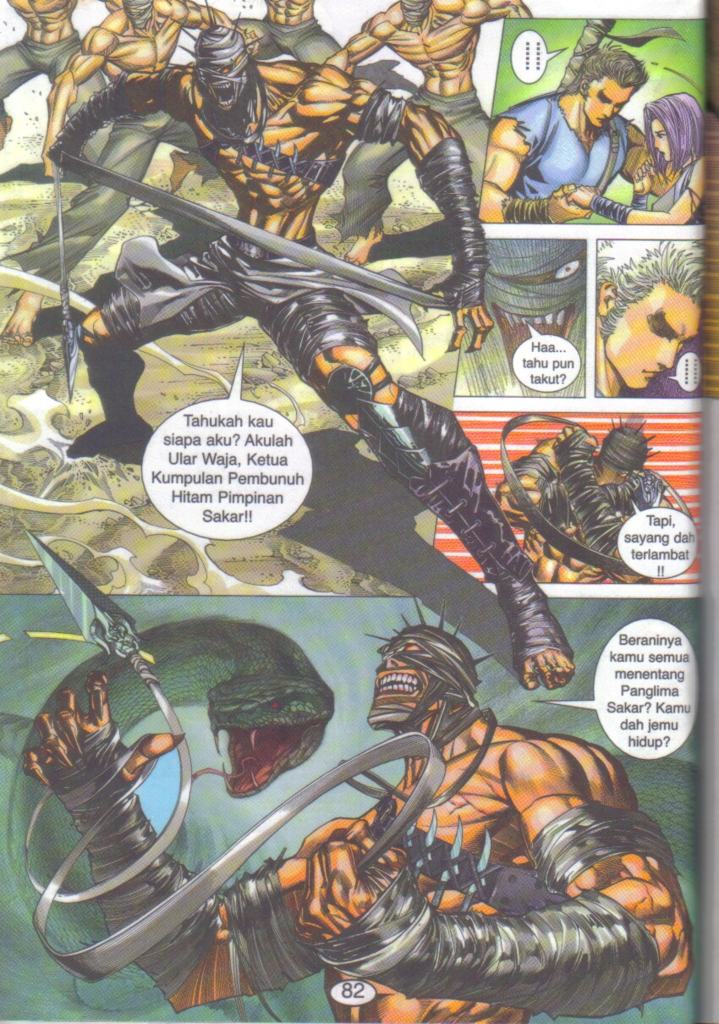 Tahukah kau
siapa aku? Akulah
Ular Waja, Ketua
Kumpulan Pembunuh
Hitam Pimpinan
Sakar!!
Haa...
tahu pun
takut?
Tapi,
sayang dah
terlambat
!!
Beraninya
kamu semua
menentang
Panglima
Sakar? Kamu
dah jemu
hidup?
82